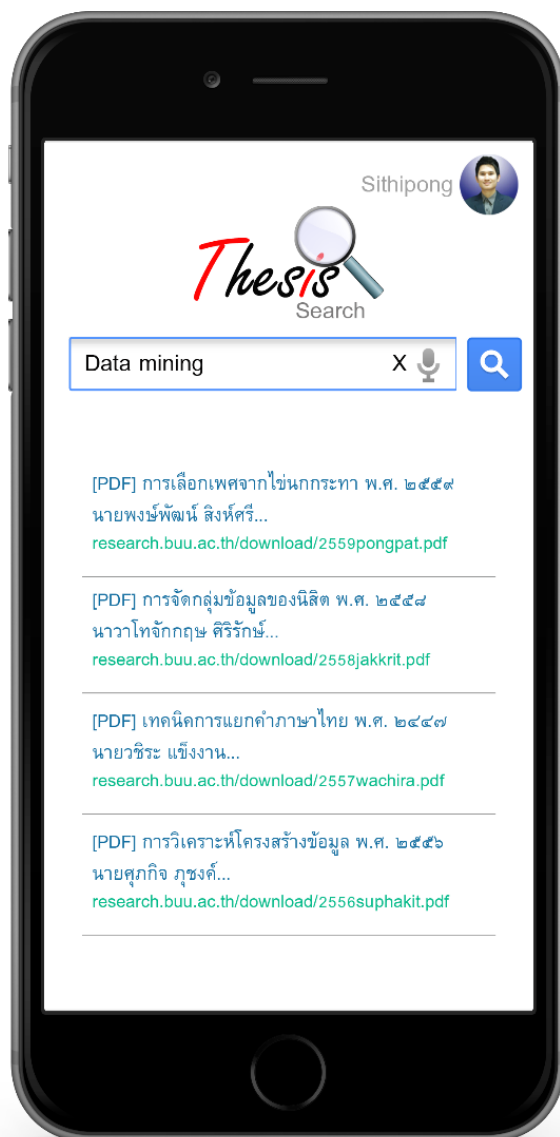 Sithipong
Thesis
Search
Data mining X
[PDF] การเลือกเพศจากไข่นกกระทา พ.ศ. ๒๕๕๙
นายพงษ์พัฒน์ สิงห์ศรี...
research.buu.ac.th/download/2559pongpat.pdf
[PDF] การจัดกลุ่มข้อมูลของนิสิต พ.ศ. ๒๕๕๘
นาวาโทจักกฤษ ศิริรักษ์...
research.buu.ac.th/download/2558jakkrit.pdf
[PDF] เทคนิคการแยกคำภาษาไทย พ.ศ. ๒๔๔๗
นายวชิระ แข็งงาน...
research.buu.ac.th/download/2557wachira.pdf
[PDF] การวิเคราะห์โครงสร้างข้อมูล พ.ศ. ๒๕๕๖
นายศุภกิจ ภุชงค์...
research.buu.ac.th/download/2556suphakit.pdf